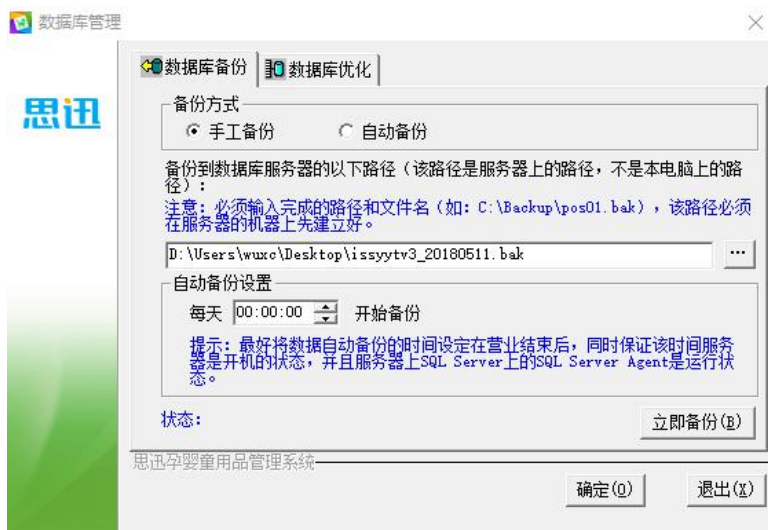 数据库管理
思迅
数据库备份
数据库优化
备份方式
手工备份
自动备份
备份到数据库服务器的以下路径（该路径是服务器上的路径，不是本电脑上的路
径）：
注意：必须输入完成的路径和文件名（如：C:\Backup\pos01.bak），该路径必须
在服务器的机器上先建立好。
D:\Users\wuxc\Desktop\issyytv3_20180511.bak
...
自动备份设置
每天 00:00:00 开始备份
提示：最好将数据自动备份的时间设定在营业结束后，同时保证该时间服务
器是开机的状态，并且服务器上SQL Server上的SQL Server Agent是运行状
态。
状态：
立即备份(B)
思迅孕婴童用品管理系统
确定(O)
退出(X)